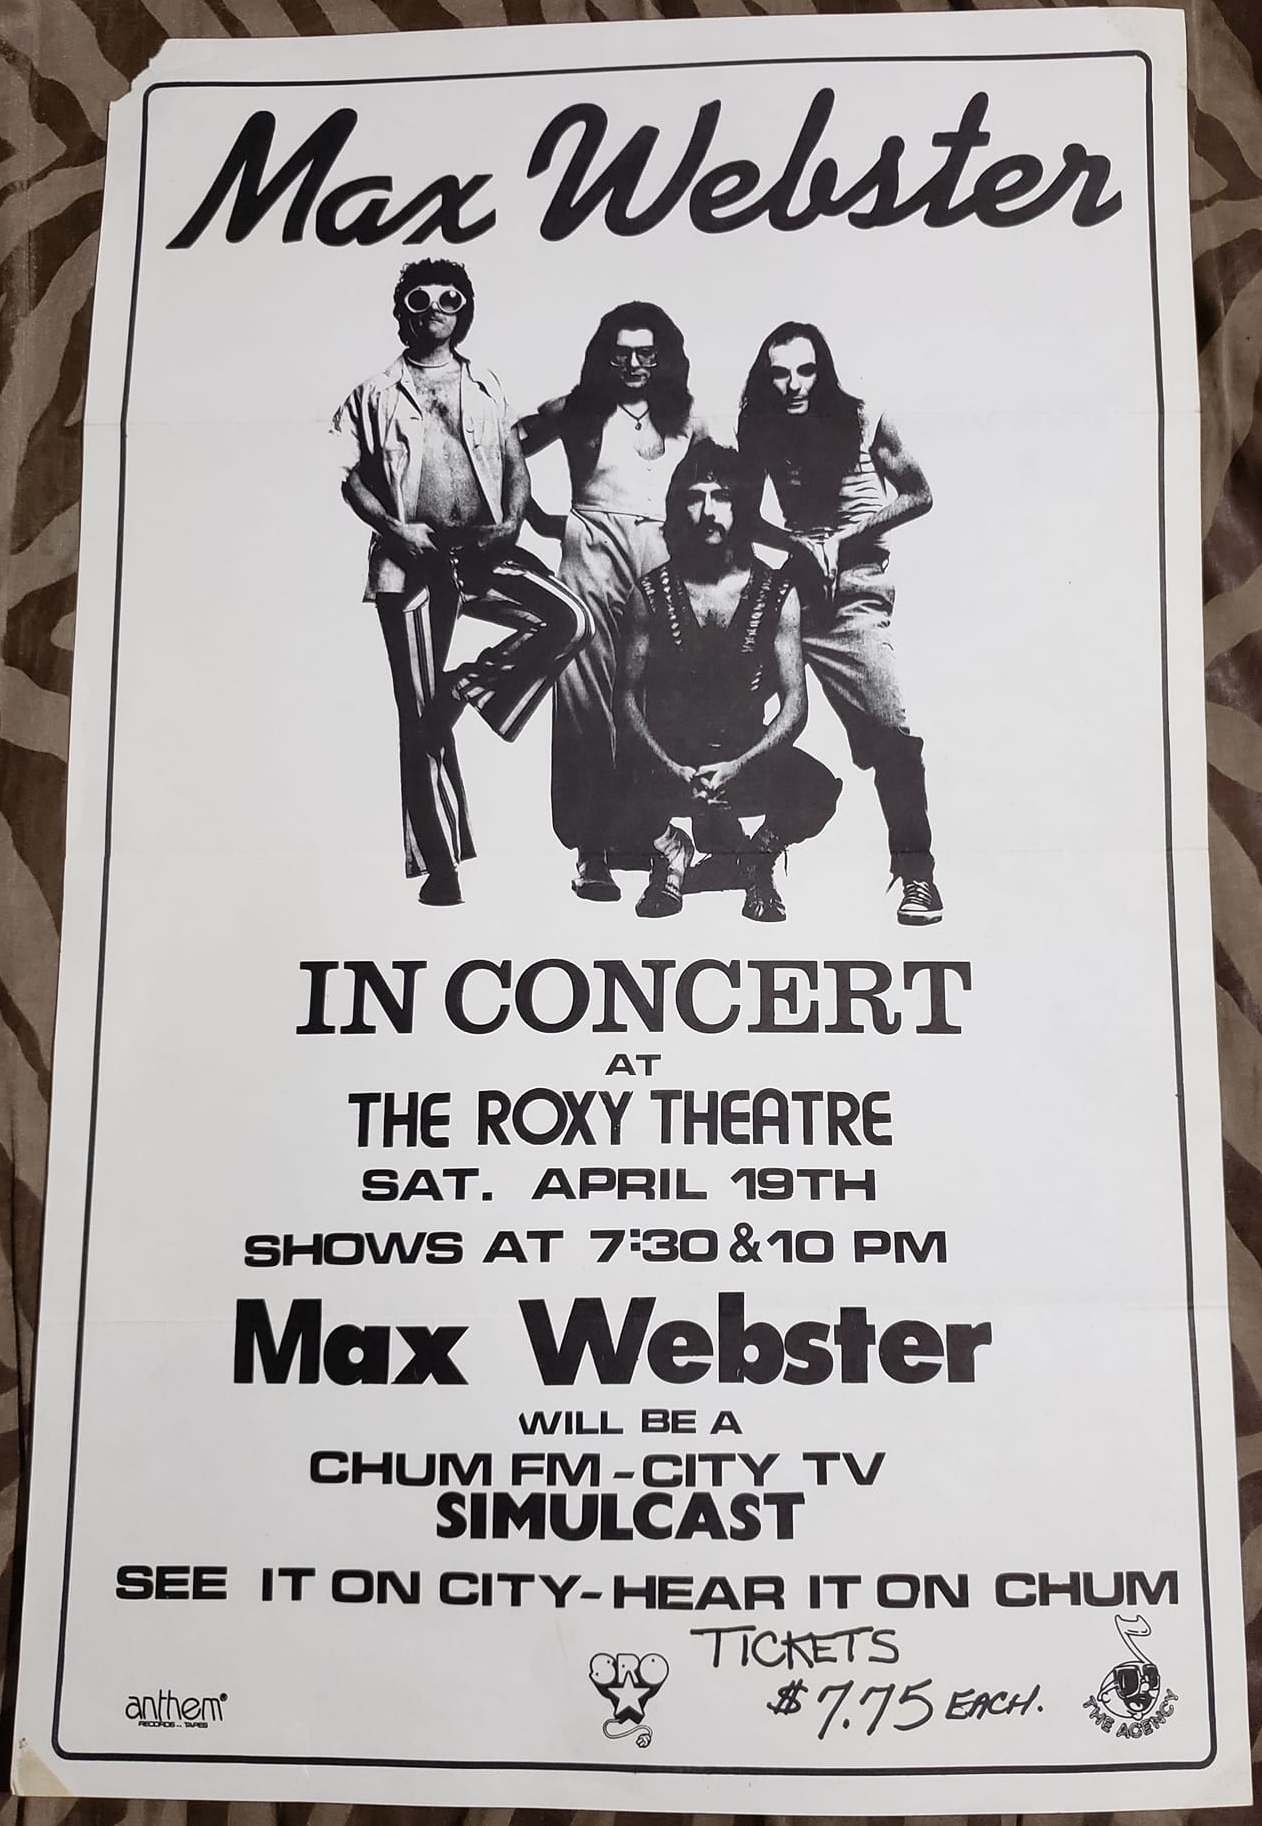 Max Webster
IN CONCERT
AT
THE ROXY THEATRE
SAT. APRIL 19TH
SHOWS AT 7:30 & 10 PM
Max Webster
WILL BE A
CHUM FM - CITY TV
SIMULCAST
SEE IT ON CITY - HEAR IT ON CHUM
TICKETS
$7.75 EACH.
anthem
RECORDS .. TAPES
SRO
THE AGENCY